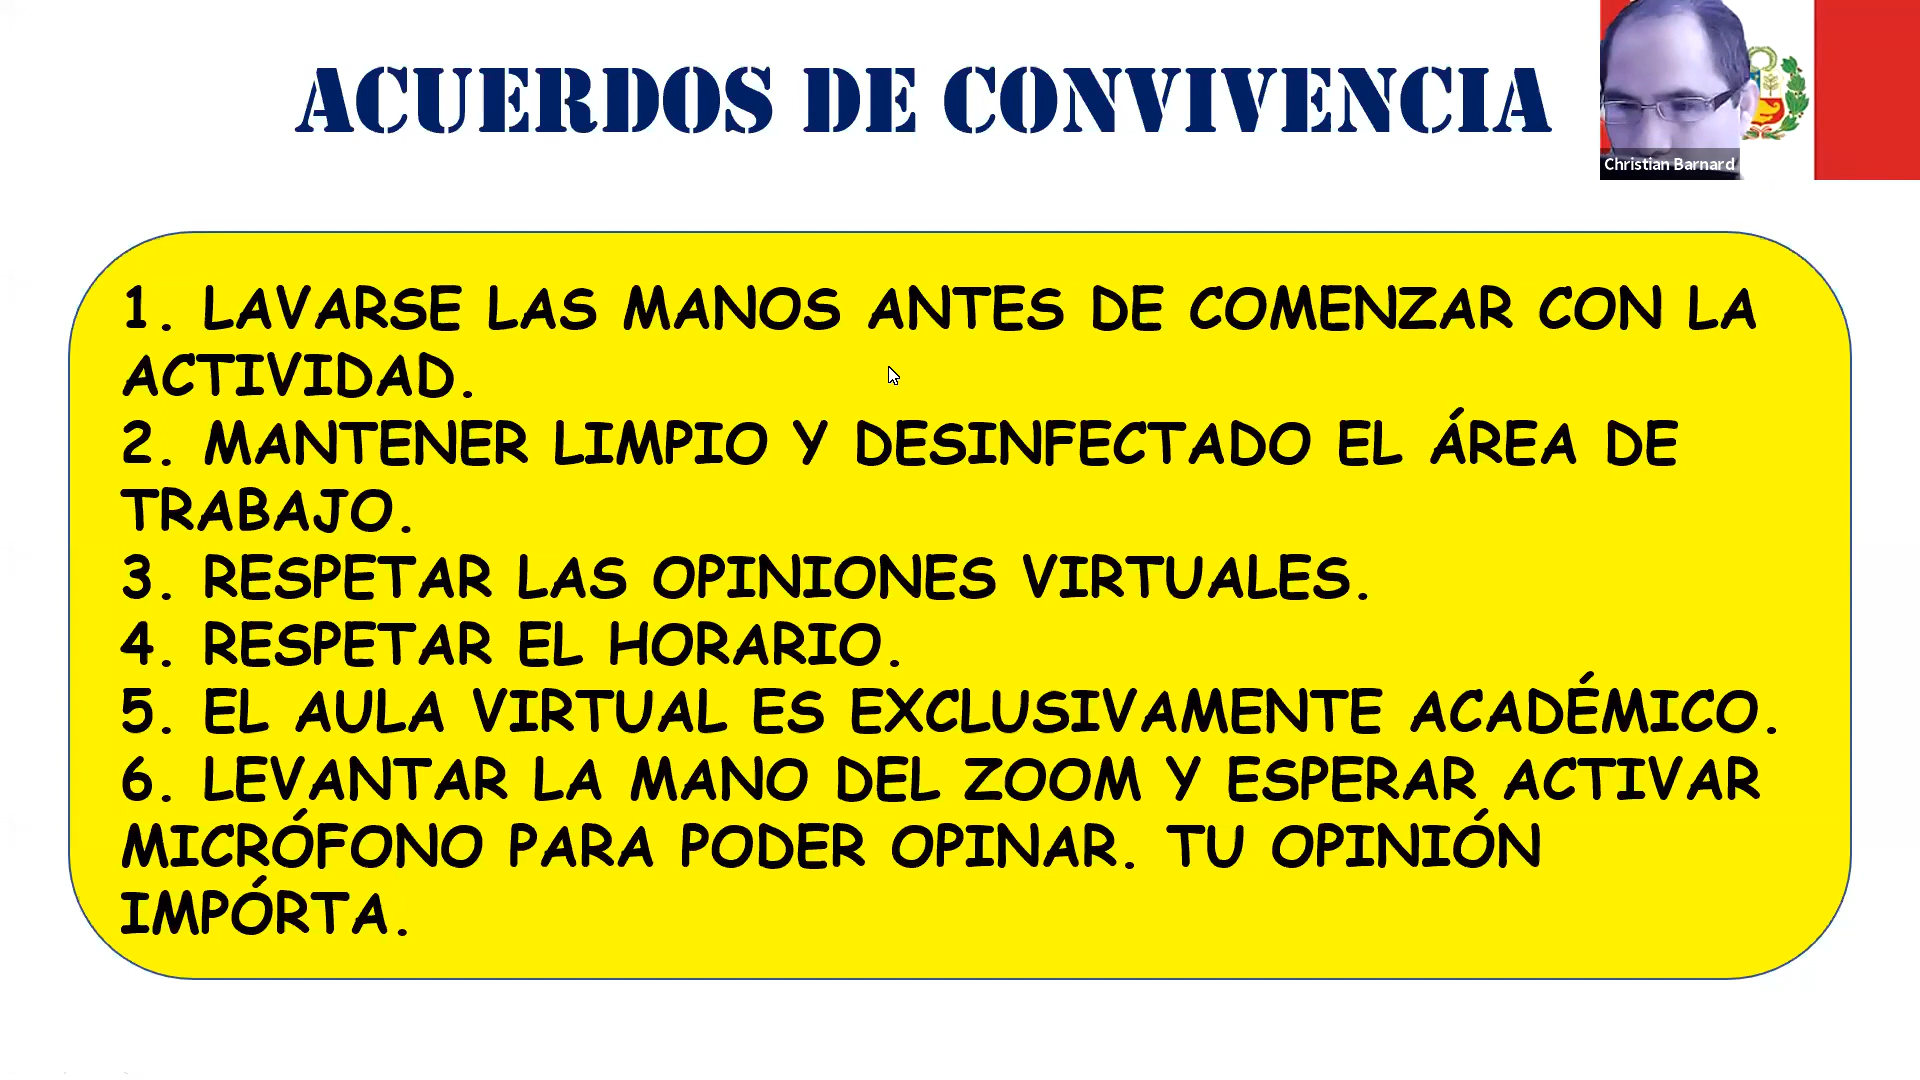 ACUERDOS DE CONVIVENCIA
Christian Barnard
1. LAVARSE LAS MANOS ANTES DE COMENZAR CON LA
ACTIVIDAD.
2. MANTENER LIMPIO Y DESINFECTADO EL ÁREA DE
TRABAJO.
3. RESPETAR LAS OPINIONES VIRTUALES.
4. RESPETAR EL HORARIO.
5. EL AULA VIRTUAL ES EXCLUSIVAMENTE ACADÉMICO.
6. LEVANTAR LA MANO DEL ZOOM Y ESPERAR ACTIVAR
MICRÓFONO PARA PODER OPINAR. TU OPINIÓN
IMPÓRTA.